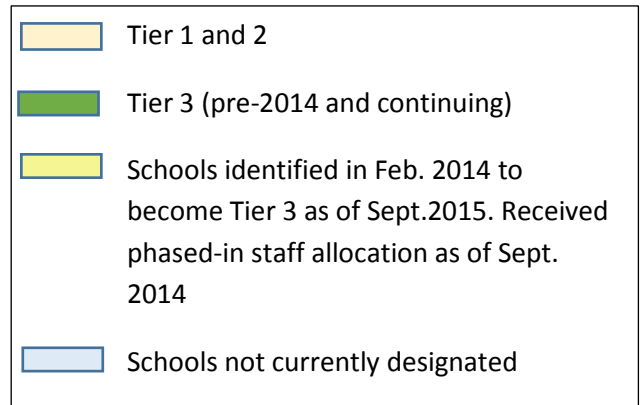 Tier 1 and 2
Tier 3 (pre-2014 and continuing)
Schools identified in Feb. 2014 to
become Tier 3 as of Sept.2015. Received
phased-in staff allocation as of Sept.
2014
Schools not currently designated